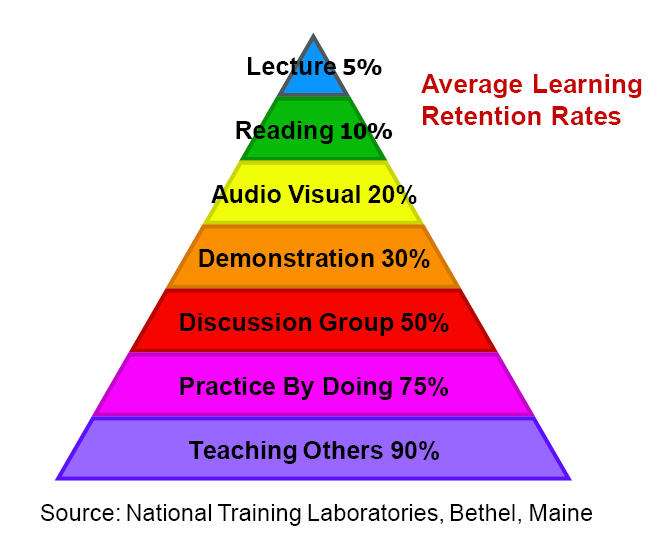 Lecture 5%
Average Learning
Retention Rates
Reading 10%
Audio Visual 20%
Demonstration 30%
Discussion Group 50%
Practice By Doing 75%
Teaching Others 90%
Source: National Training Laboratories, Bethel, Maine